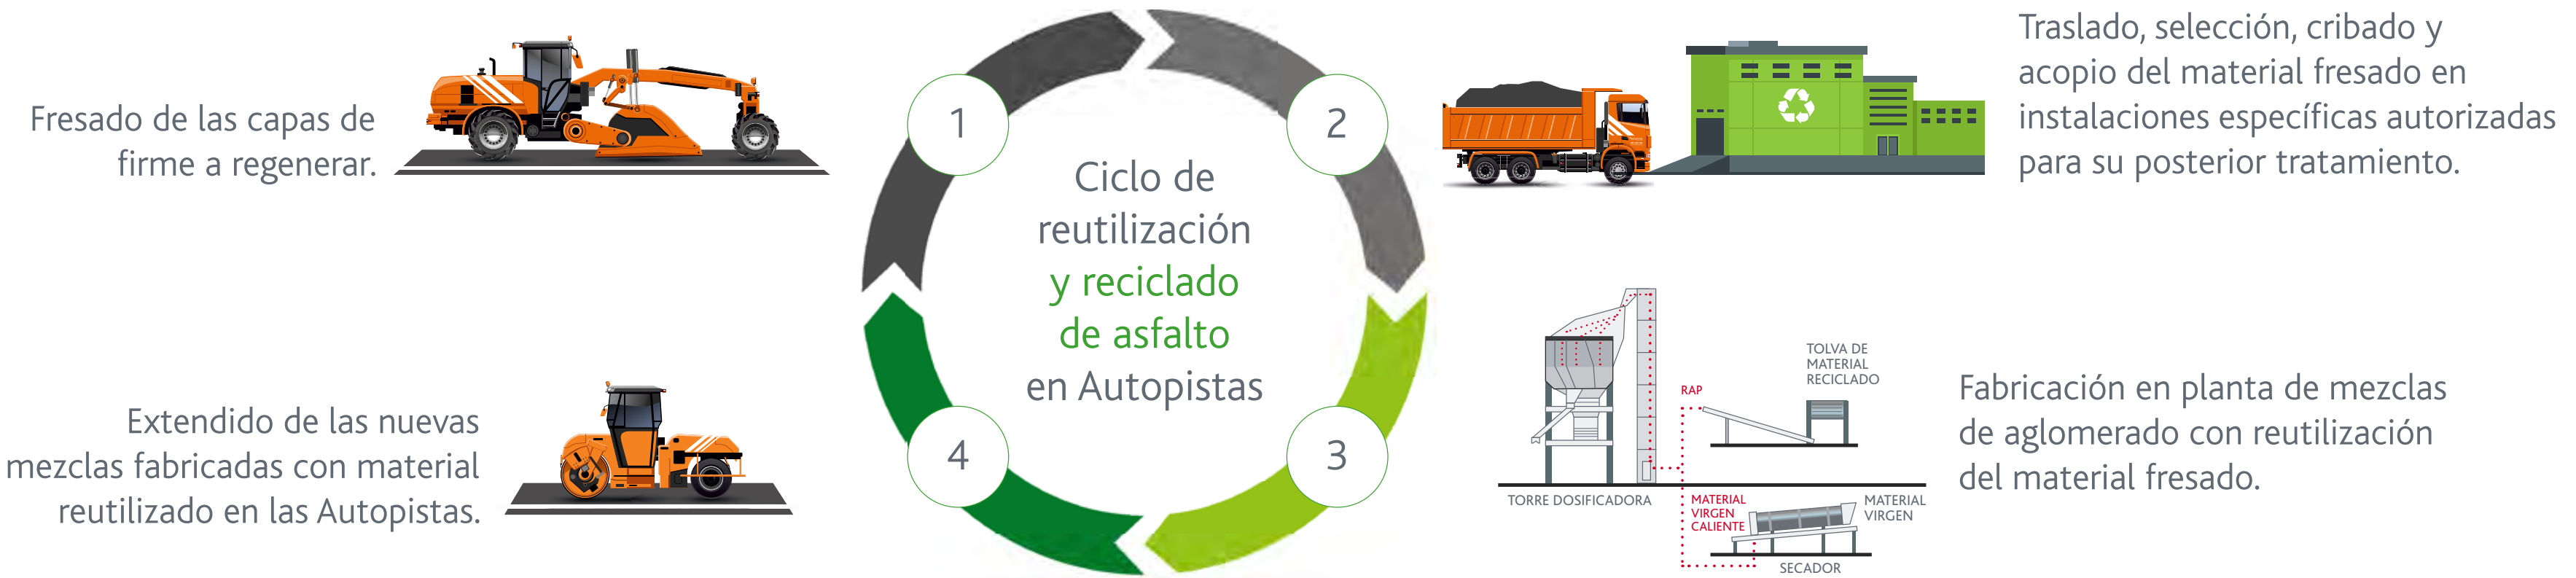 Fresado de las capas de
firme a regenerar.
1
2
Traslado, selección, cribado y
acopio del material fresado en
instalaciones específicas autorizadas
para su posterior tratamiento.
Ciclo de
reutilización
y reciclado
de asfalto
en Autopistas
3
TORRE DOSIFICADORA
RAP
TOLVA DE
MATERIAL
RECICLADO
MATERIAL
VIRGEN
CALIENTE
MATERIAL
VIRGEN
SECADOR
Fabricación en planta de mezclas
de aglomerado con reutilización
del material fresado.
4
Extendido de las nuevas
mezclas fabricadas con material
reutilizado en las Autopistas.